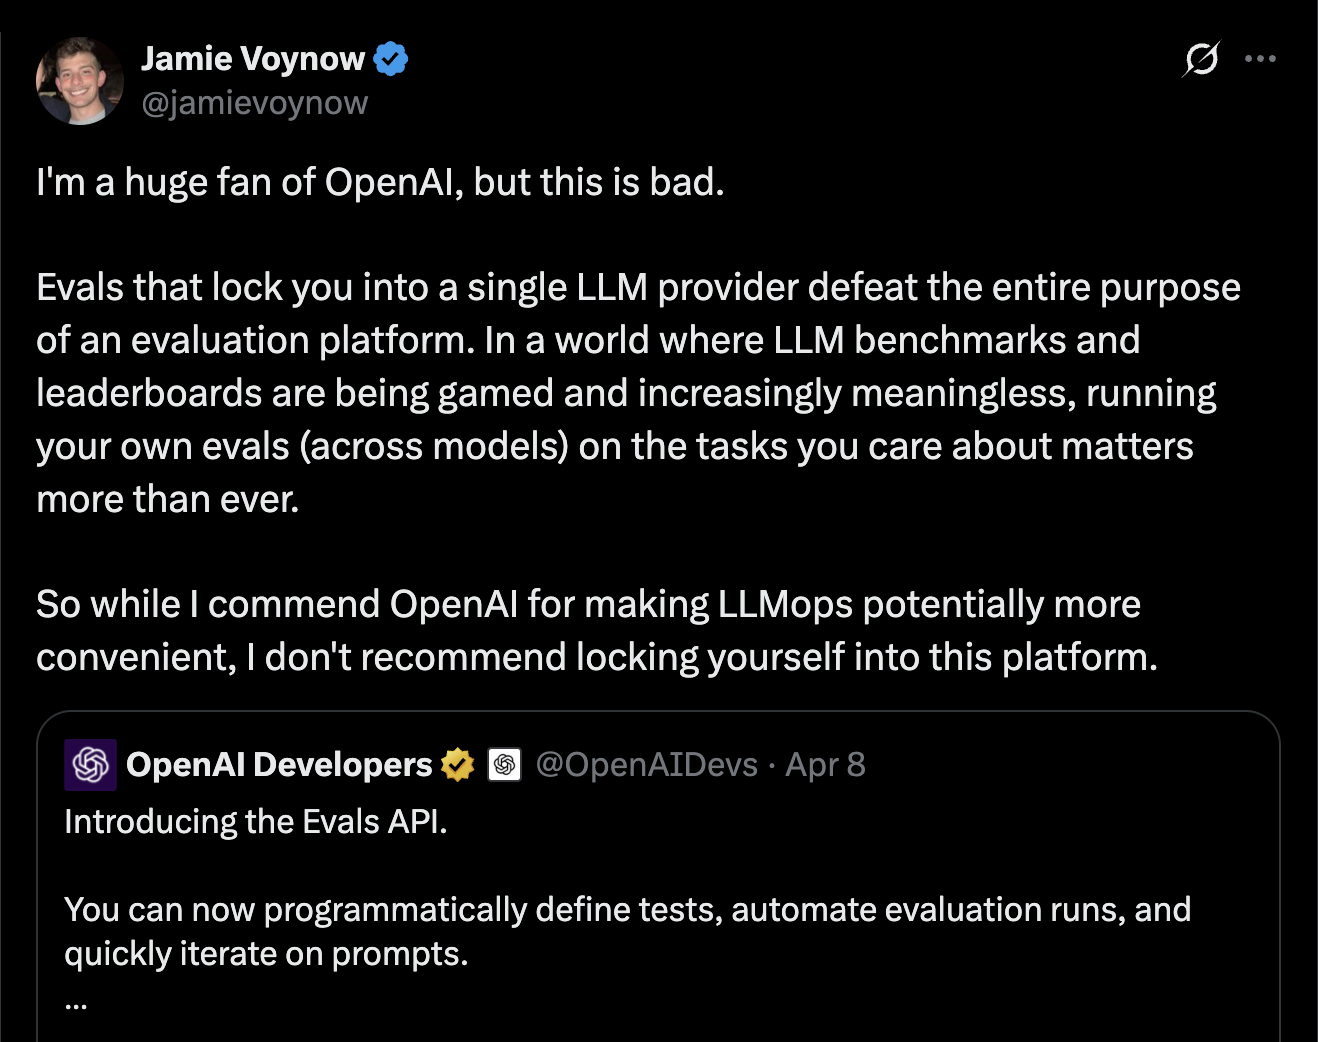 Jamie Voynow
@jamievoynow
I'm a huge fan of OpenAI, but this is bad.
Evals that lock you into a single LLM provider defeat the entire purpose
of an evaluation platform. In a world where LLM benchmarks and
leaderboards are being gamed and increasingly meaningless, running
your own evals (across models) on the tasks you care about matters
more than ever.
So while I commend OpenAI for making LLMops potentially more
convenient, I don't recommend locking yourself into this platform.
OpenAI Developers @OpenAIDevs · Apr 8
Introducing the Evals API.
You can now programmatically define tests, automate evaluation runs, and
quickly iterate on prompts.
...